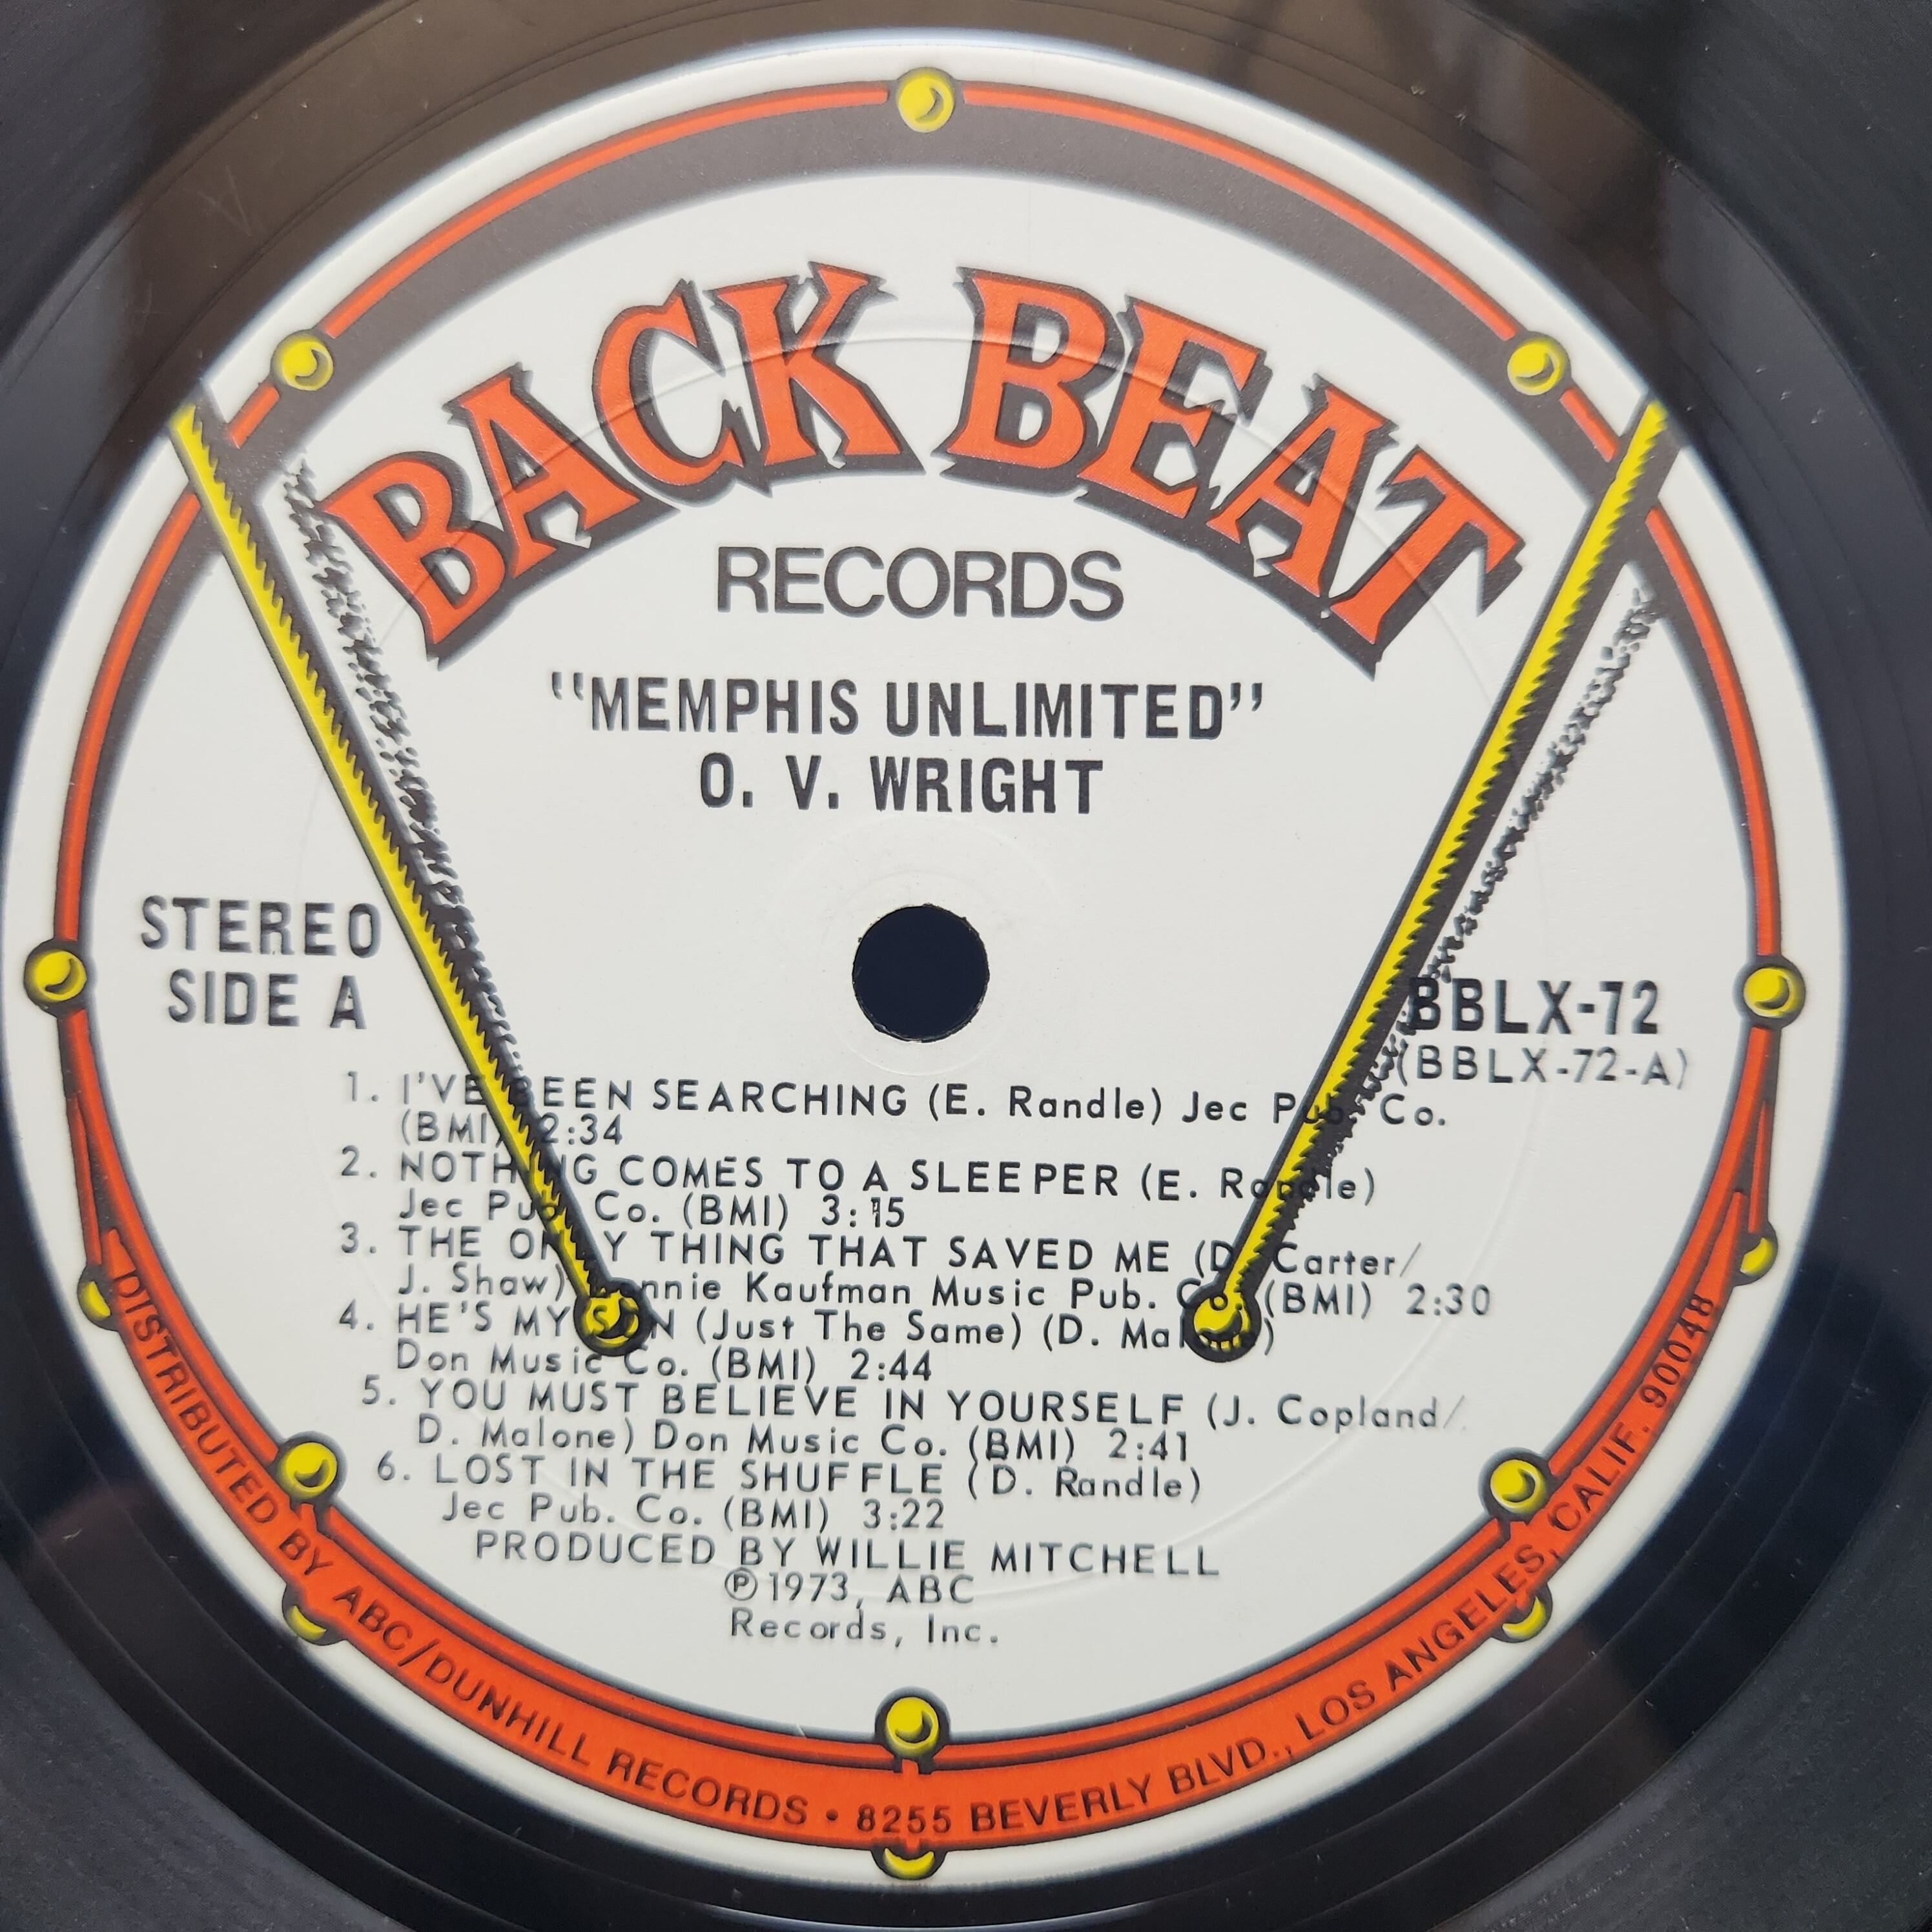 BACK BEAT
RECORDS
"MEMPHIS UNLIMITED"
O. V. WRIGHT
STEREO
SIDE A
BBLX-72
(BBLX-72-A)
1. I'VE BEEN SEARCHING (E. Randle) Jec Pub. Co.
(BMI) 2:34
2. NOTHING COMES TO A SLEEPER (E. Randle)
Jec Pub. Co. (BMI) 3:15
3. THE ONLY THING THAT SAVED ME (D. Carter/
J. Shaw) nnie Kaufman Music Pub. Co. (BMI) 2:30
4. HE'S MY SON (Just The Same) (D. Malone)
Don Music Co. (BMI) 2:44
5. YOU MUST BELIEVE IN YOURSELF (J. Copland/
D. Malone) Don Music Co. (BMI) 2:41
6. LOST IN THE SHUFFLE (D. Randle)
Jec Pub. Co. (BMI) 3:22
PRODUCED BY WILLIE MITCHELL
℗1973, ABC
Records, Inc.
DISTRIBUTED BY ABC/DUNHILL RECORDS • 8255 BEVERLY BLVD., LOS ANGELES, CALIF. 90048